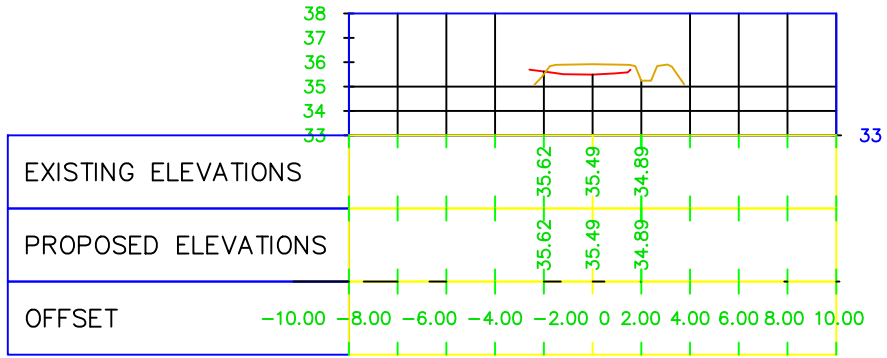 38
37
36
35
34
33 33
EXISTING ELEVATIONS 35.62 35.49 34.89
PROPOSED ELEVATIONS 35.62 35.49 34.89
OFFSET -10.00 -8.00 -6.00 -4.00 -2.00 0 2.00 4.00 6.00 8.00 10.00